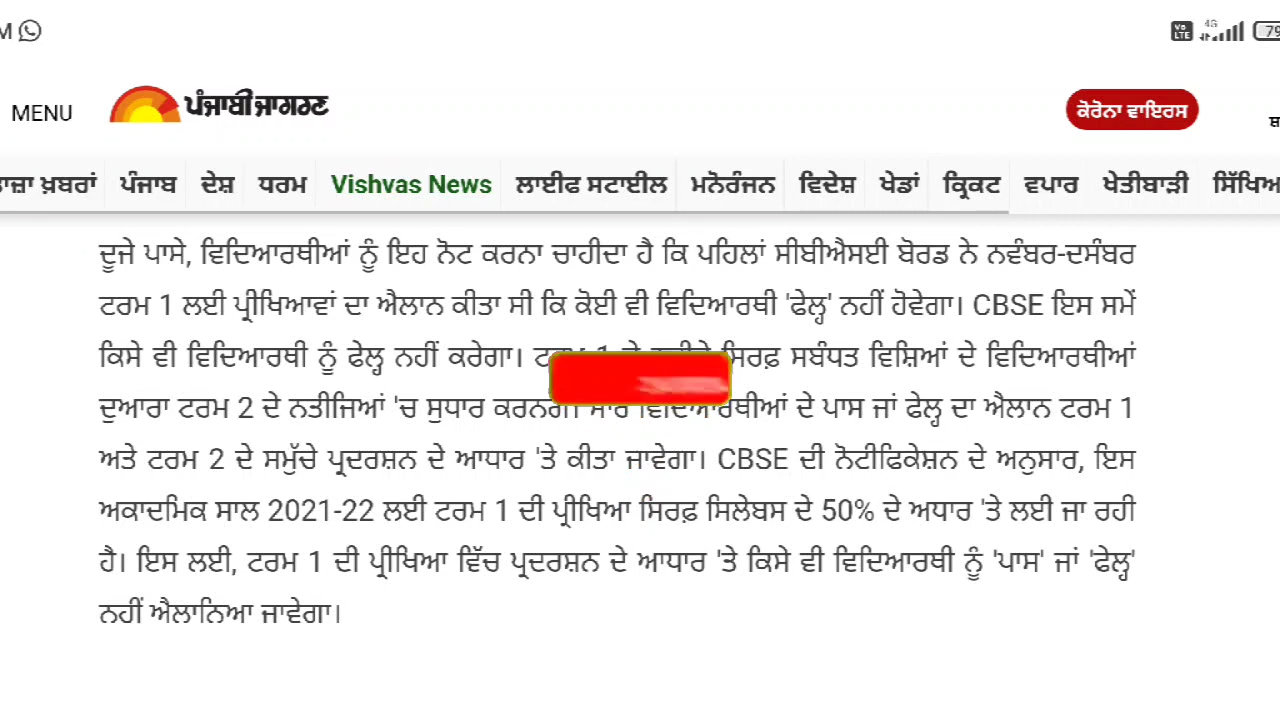 M
VoLTE 4G 79
MENU ਪੰਜਾਬੀ ਜਾਗਰਣ ਕੋਰੋਨਾ ਵਾਇਰਸ
ਪੰਜਾਬ ਦੇਸ਼ ਧਰਮ Vishvas News ਲਾਈਫ ਸਟਾਈਲ ਮਨੋਰੰਜਨ ਵਿਦੇਸ਼ ਖੇਡਾਂ ਕ੍ਰਿਕਟ ਵਪਾਰ ਖੇਤੀਬਾੜੀ
ਦੂਜੇ ਪਾਸੇ, ਵਿਦਿਆਰਥੀਆਂ ਨੂੰ ਇਹ ਨੋਟ ਕਰਨਾ ਚਾਹੀਦਾ ਹੈ ਕਿ ਪਹਿਲਾਂ ਸੀਬੀਐਸਈ ਬੋਰਡ ਨੇ ਨਵੰਬਰ-ਦਸੰਬਰ
ਟਰਮ 1 ਲਈ ਪ੍ਰੀਖਿਆਵਾਂ ਦਾ ਐਲਾਨ ਕੀਤਾ ਸੀ ਕਿ ਕੋਈ ਵੀ ਵਿਦਿਆਰਥੀ 'ਫੇਲ੍ਹ' ਨਹੀਂ ਹੋਵੇਗਾ। CBSE ਇਸ ਸਮੇਂ
ਕਿਸੇ ਵੀ ਵਿਦਿਆਰਥੀ ਨੂੰ ਫੇਲ੍ਹ ਨਹੀਂ ਕਰੇਗਾ। ਸਿਰਫ਼ ਸਬੰਧਤ ਵਿਸ਼ਿਆਂ ਦੇ ਵਿਦਿਆਰਥੀਆਂ
ਦੁਆਰਾ ਟਰਮ 2 ਦੇ ਨਤੀਜਿਆਂ 'ਚ ਸੁਧਾਰ ਕਰਨਗੇ। ਵਿਦਿਆਰਥੀਆਂ ਦੇ ਪਾਸ ਜਾਂ ਫੇਲ੍ਹ ਦਾ ਐਲਾਨ ਟਰਮ 1
ਅਤੇ ਟਰਮ 2 ਦੇ ਸਮੁੱਚੇ ਪ੍ਰਦਰਸ਼ਨ ਦੇ ਆਧਾਰ 'ਤੇ ਕੀਤਾ ਜਾਵੇਗਾ। CBSE ਦੀ ਨੋਟੀਫਿਕੇਸ਼ਨ ਦੇ ਅਨੁਸਾਰ, ਇਸ
ਅਕਾਦਮਿਕ ਸਾਲ 2021-22 ਲਈ ਟਰਮ 1 ਦੀ ਪ੍ਰੀਖਿਆ ਸਿਰਫ਼ ਸਿਲੇਬਸ ਦੇ 50% ਦੇ ਅਧਾਰ 'ਤੇ ਲਈ ਜਾ ਰਹੀ
ਹੈ। ਇਸ ਲਈ, ਟਰਮ 1 ਦੀ ਪ੍ਰੀਖਿਆ ਵਿੱਚ ਪ੍ਰਦਰਸ਼ਨ ਦੇ ਆਧਾਰ 'ਤੇ ਕਿਸੇ ਵੀ ਵਿਦਿਆਰਥੀ ਨੂੰ 'ਪਾਸ' ਜਾਂ 'ਫੇਲ੍ਹ'
ਨਹੀਂ ਐਲਾਨਿਆ ਜਾਵੇਗਾ।